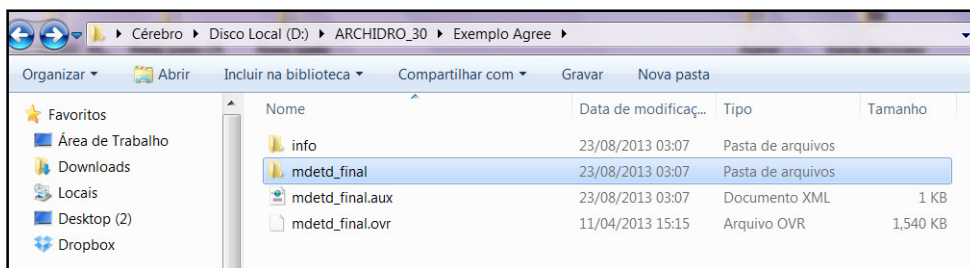 Cérebro ▸ Disco Local (D:) ▸ ARCHIDRO_30 ▸ Exemplo Agree ▸
Organizar Abrir Incluir na biblioteca Compartilhar com Gravar Nova pasta
Favoritos
Área de Trabalho
Downloads
Locais
Desktop (2)
Dropbox
Nome Data de modificaç... Tipo Tamanho
info 23/08/2013 03:07 Pasta de arquivos
mdetd_final 23/08/2013 03:07 Pasta de arquivos
mdetd_final.aux 23/08/2013 03:07 Documento XML 1 KB
mdetd_final.ovr 11/04/2013 15:15 Arquivo OVR 1,540 KB